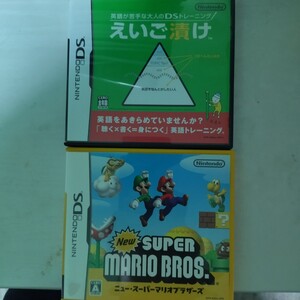 英語が苦手な大人のDSトレーニング
Nintendo
えいご漬け
NINTENDO DS
英語をあきらめていませんか?
「聴く×書く=身につく」英語トレーニング。
NINTENDO DS
Nintendo
New
SUPER
MARIO BROS.
ニュー・スーパーマリオブラザーズ
A